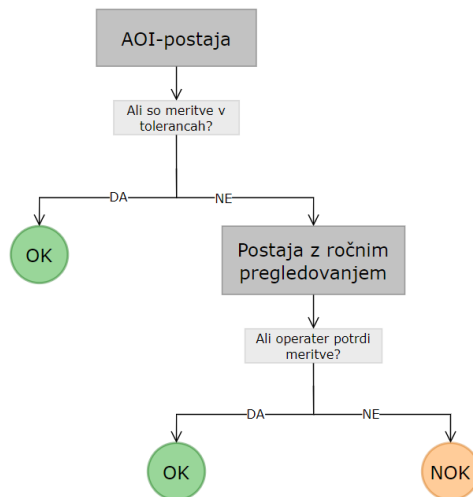 AOI-postaja
Ali so meritve v
tolerancah?
DA
NE
OK
Postaja z ročnim
pregledovanjem
Ali operater potrdi
meritve?
DA
NE
OK
NOK